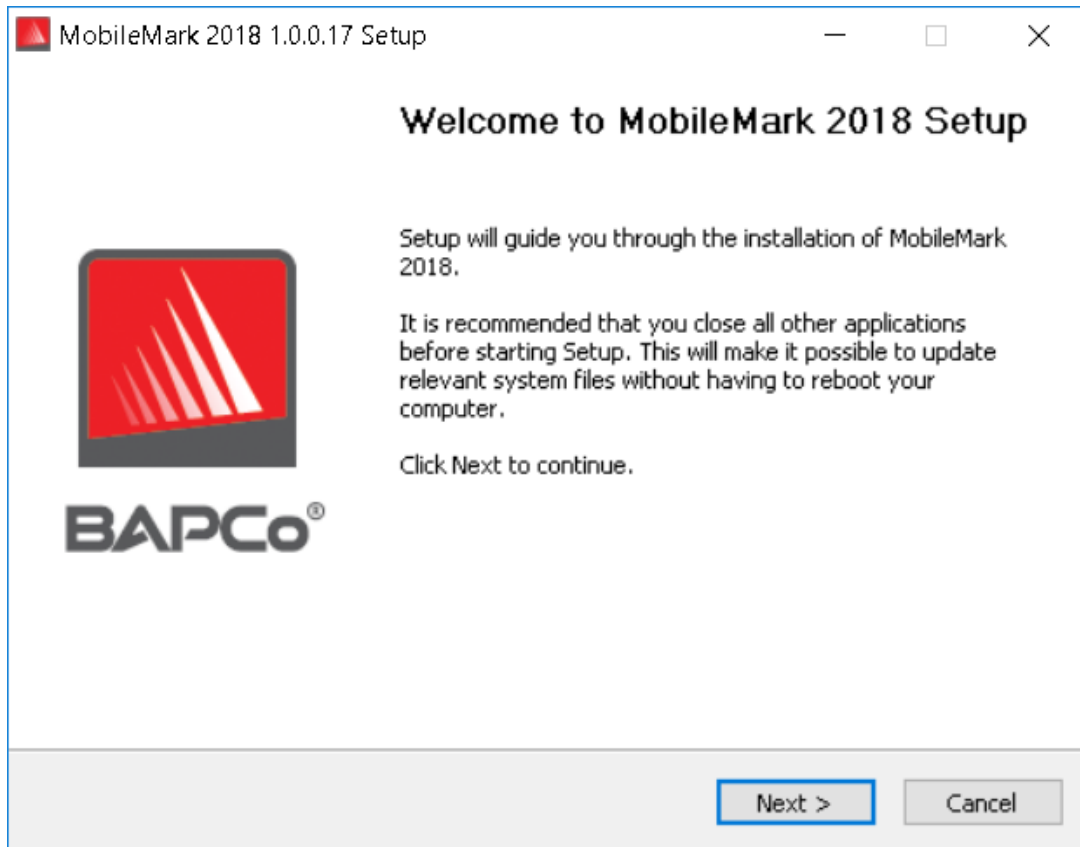 MobileMark 2018 1.0.0.17 Setup
Welcome to MobileMark 2018 Setup
Setup will guide you through the installation of MobileMark
2018.
It is recommended that you close all other applications
before starting Setup. This will make it possible to update
relevant system files without having to reboot your
computer.
Click Next to continue.
BAPCo®
Next >
Cancel